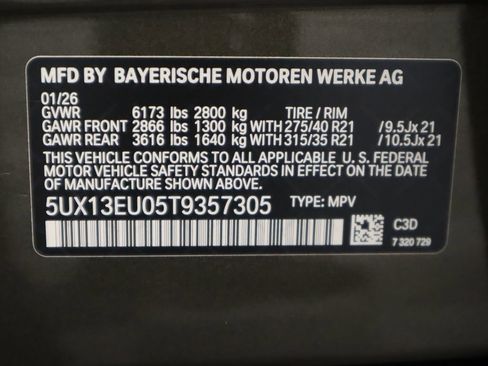 MFD BY BAYERISCHE MOTOREN WERKE AG
01/26
GVWR 6173 lbs 2800 kg TIRE / RIM
GAWR FRONT 2866 lbs 1300 kg WITH 275/40 R21 /9.5Jx 21
GAWR REAR 3616 lbs 1640 kg WITH 315/35 R21 /10.5Jx 21
THIS VEHICLE CONFORMS TO ALL APPLICABLE U. S. FEDERAL
MOTOR VEHICLE SAFETY STANDARDS IN EFFECT ON THE DATE
OF MANUFACTURE SHOWN ABOVE.
5UX13EU05T9357305 TYPE: MPV
C3D
7 320 729